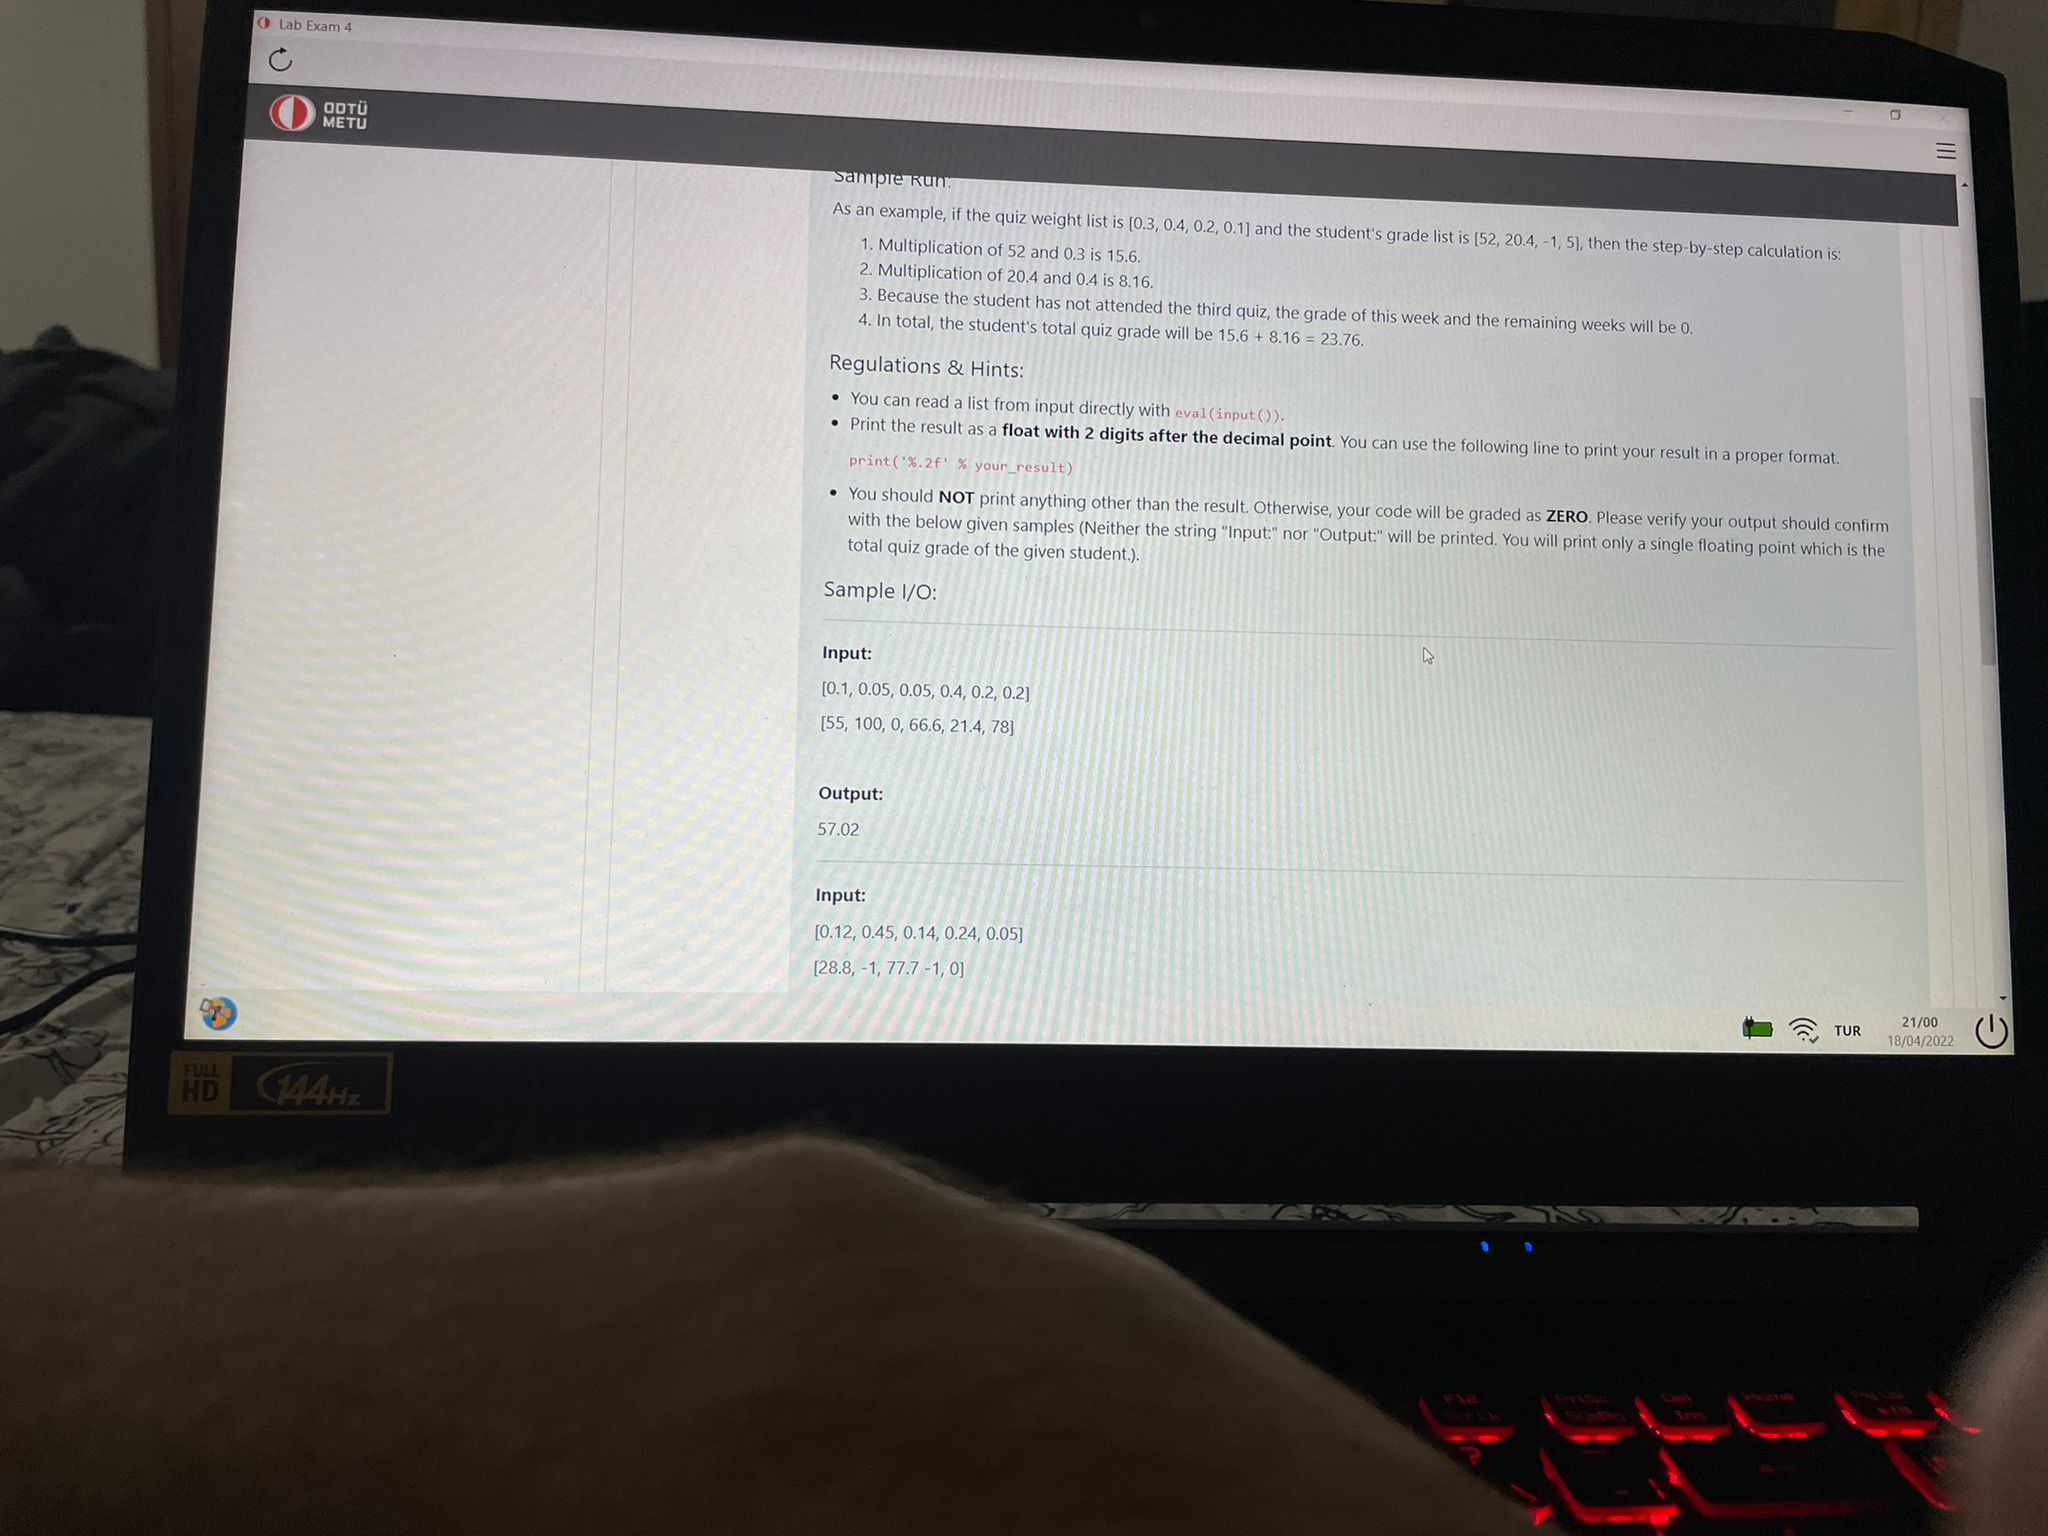 Lab Exam 4
ODTÜ
METU
Sample Run:
As an example, if the quiz weight list is [0.3, 0.4, 0.2, 0.1] and the student's grade list is [52, 20.4, -1, 5], then the step-by-step calculation is:
1. Multiplication of 52 and 0.3 is 15.6.
2. Multiplication of 20.4 and 0.4 is 8.16.
3. Because the student has not attended the third quiz, the grade of this week and the remaining weeks will be 0.
4. In total, the student's total quiz grade will be 15.6 + 8.16 = 23.76.
Regulations & Hints:
• You can read a list from input directly with eval(input()).
• Print the result as a float with 2 digits after the decimal point. You can use the following line to print your result in a proper format.
print('%.2f' % your_result)
• You should NOT print anything other than the result. Otherwise, your code will be graded as ZERO. Please verify your output should confirm
with the below given samples (Neither the string "Input:" nor "Output:" will be printed. You will print only a single floating point which is the
total quiz grade of the given student.).
Sample I/O:
Input:
[0.1, 0.05, 0.05, 0.4, 0.2, 0.2]
[55, 100, 0, 66.6, 21.4, 78]
Output:
57.02
Input:
[0.12, 0.45, 0.14, 0.24, 0.05]
[28.8, -1, 77.7 -1, 0]
TUR
21/00
18/04/2022
FULL
HD
144Hz
F12
PrtSc
Del
Home
SysRq
Ins